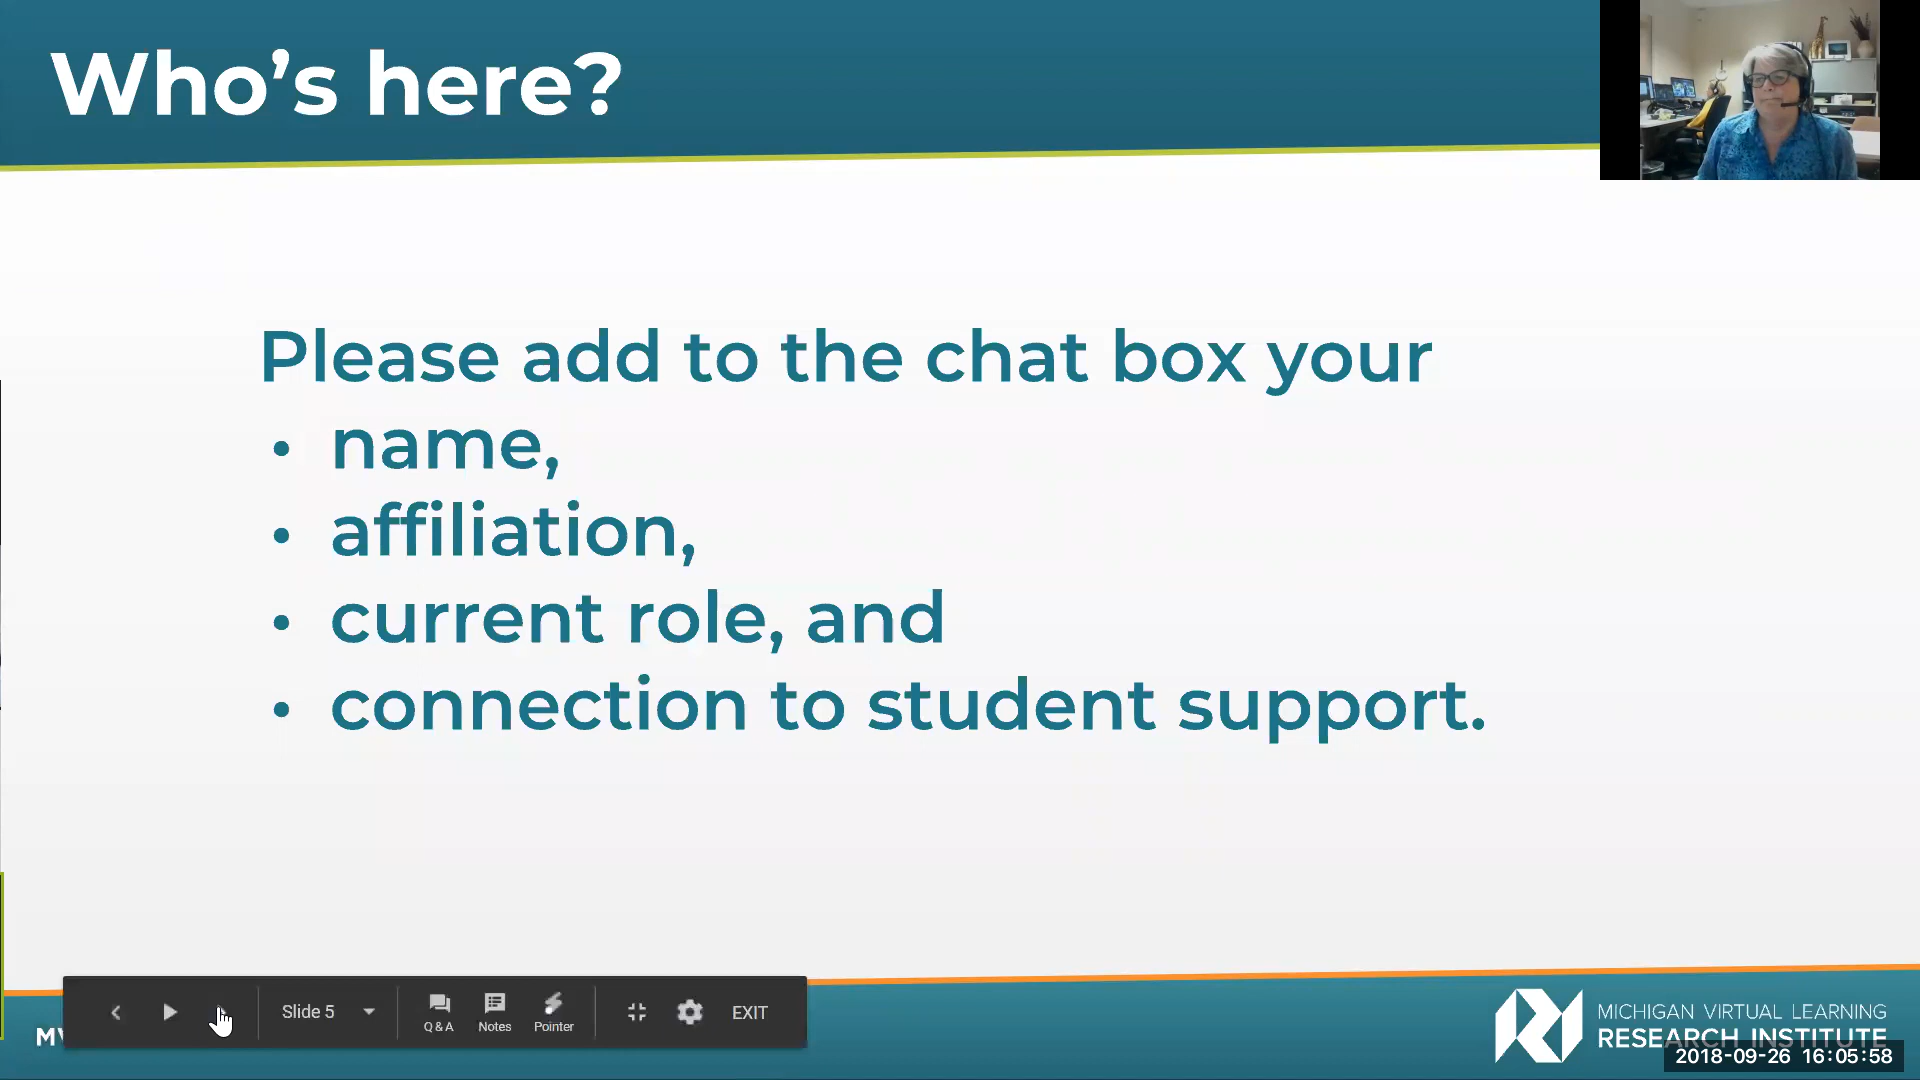 Who's here?
Please add to the chat box your
• name,
• affiliation,
• current role, and
• connection to student support.
Slide 5
Q & A
Notes
Pointer
EXIT
MICHIGAN VIRTUAL LEARNING
RESEARCH INSTITUTE
2018-09-26 16:05:58